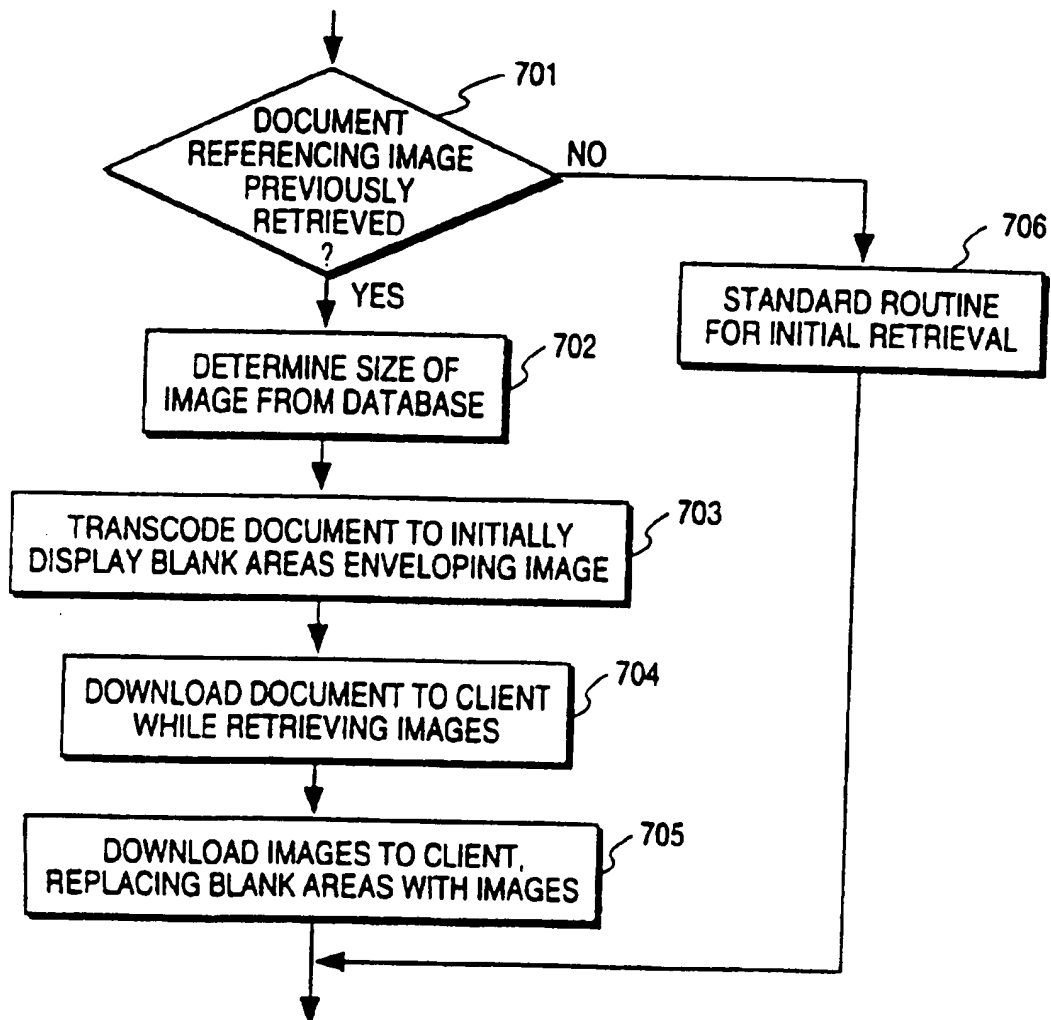 701
DOCUMENT
REFERENCING IMAGE
PREVIOUSLY
RETRIEVED
?
NO
YES
706
STANDARD ROUTINE
FOR INITIAL RETRIEVAL
702
DETERMINE SIZE OF
IMAGE FROM DATABASE
703
TRANSCODE DOCUMENT TO INITIALLY
DISPLAY BLANK AREAS ENVELOPING IMAGE
704
DOWNLOAD DOCUMENT TO CLIENT
WHILE RETRIEVING IMAGES
705
DOWNLOAD IMAGES TO CLIENT,
REPLACING BLANK AREAS WITH IMAGES